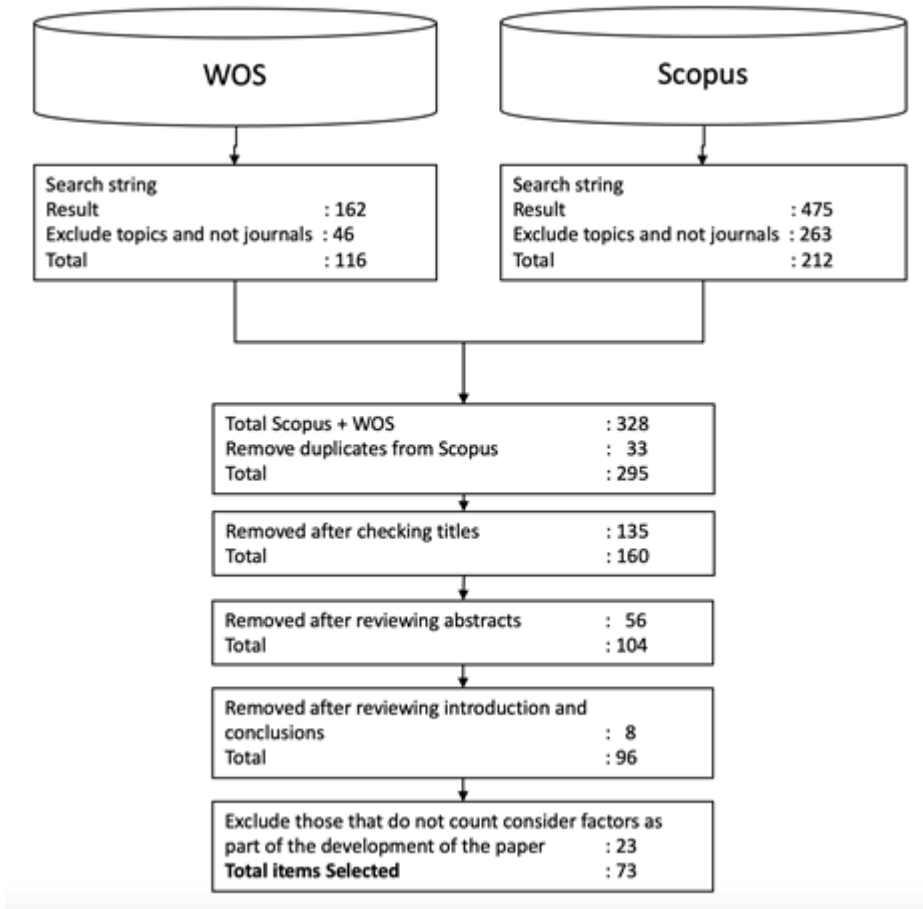 WOS
Scopus
Search string
Result : 162
Exclude topics and not journals : 46
Total : 116
Search string
Result : 475
Exclude topics and not journals : 263
Total : 212
Total Scopus + WOS : 328
Remove duplicates from Scopus : 33
Total : 295
Removed after checking titles : 135
Total : 160
Removed after reviewing abstracts : 56
Total : 104
Removed after reviewing introduction and
conclusions : 8
Total : 96
Exclude those that do not count consider factors as
part of the development of the paper : 23
Total items Selected : 73